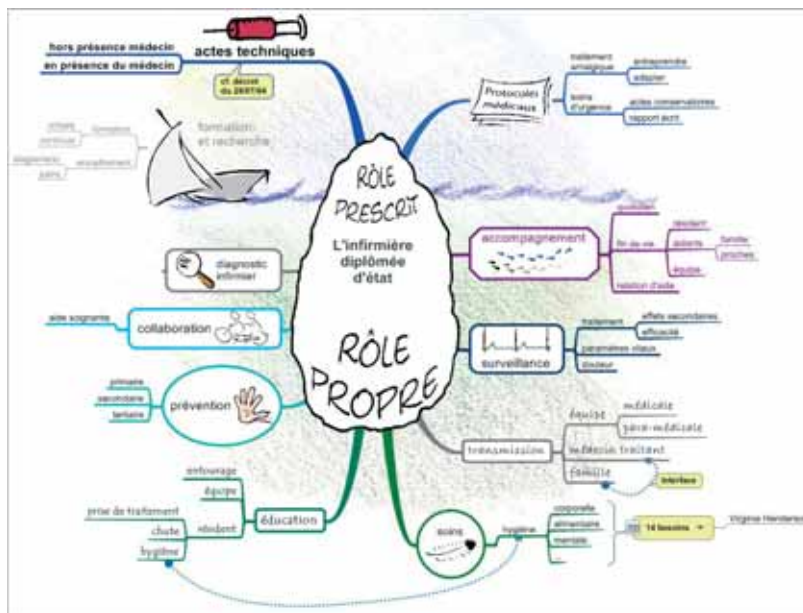 hors présence médecin
en présence du médecin
actes techniques
cf. décret
du 29/07/04
Protocoles
médicaux
traitement
antalgique
entreprendre
adapter
soins
d'urgence
actes conservatoires
rapport écrit
formation
et recherche
formation
encadrement
RÔLE
PRESCRIT
L'infirmière
diplômée
d'état
RÔLE
PROPRE
accompagnement
quotidien
fin de vie
résident
aidants
famille
proches
équipe
relation d'aide
diagnostic
infirmier
aide soignante
collaboration
surveillance
traitement
effets secondaires
efficacité
paramètres vitaux
douleur
primaire
secondaire
tertiaire
prévention
transmission
équipe
médicale
para-médicale
médecin traitant
famille
interface
entourage
équipe
résident
prise de traitement
chute
hygiène
éducation
soins
hygiène
corporelle
alimentaire
mentale
...
14 besoins
Virginia Henderson